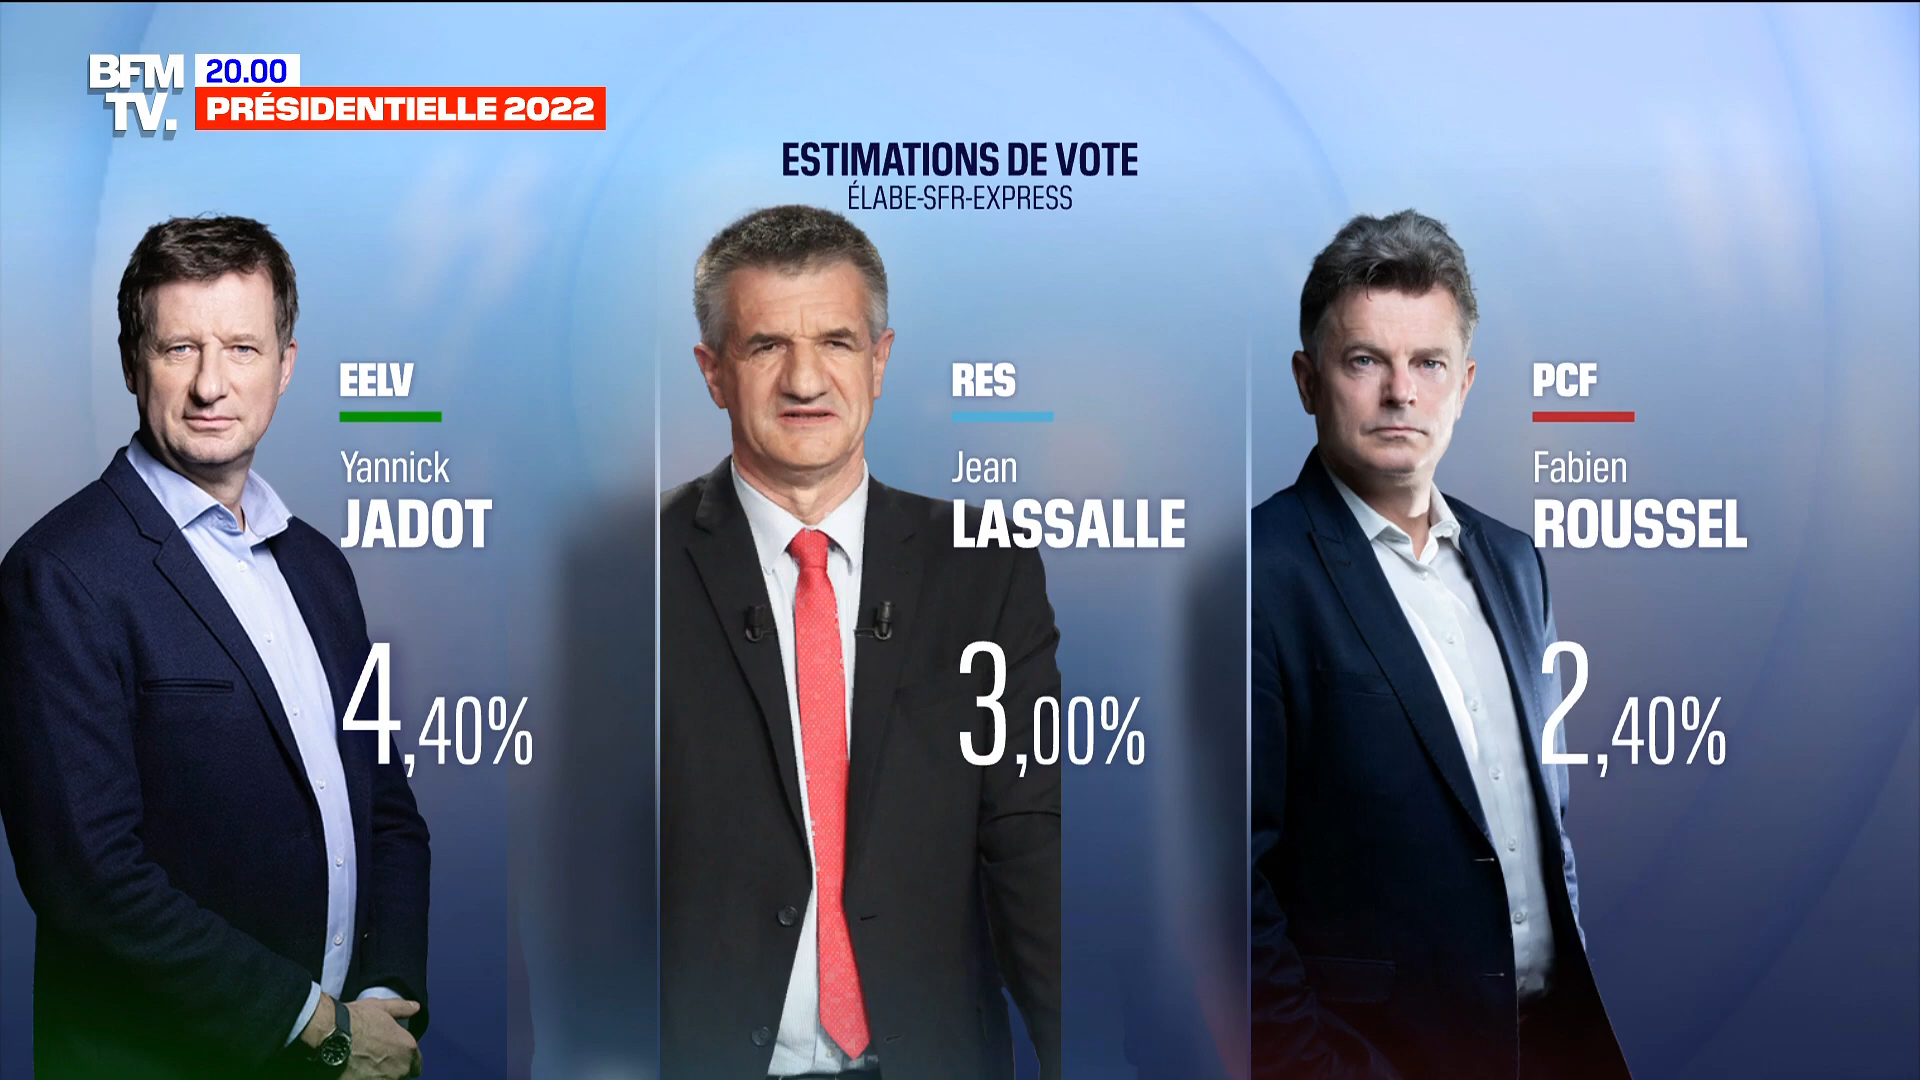 BFM
TV.
20.00
PRÉSIDENTIELLE 2022
ESTIMATIONS DE VOTE
ÉLABE-SFR-EXPRESS
EELV
Yannick
JADOT
4,40%
RES
Jean
LASSALLE
3,00%
PCF
Fabien
ROUSSEL
2,40%